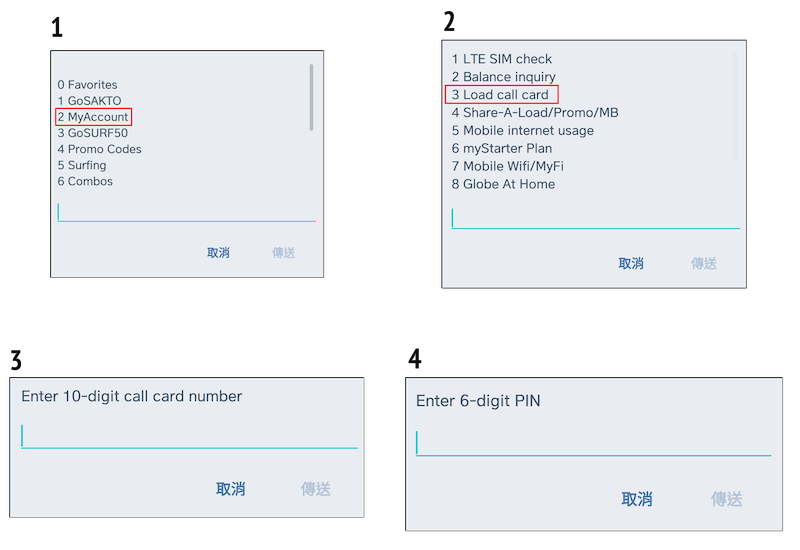 1
0 Favorites
1 GoSAKTO
2 MyAccount
3 GoSURF50
4 Promo Codes
5 Surfing
6 Combos
取消 傳送
2
1 LTE SIM check
2 Balance inquiry
3 Load call card
4 Share-A-Load/Promo/MB
5 Mobile internet usage
6 myStarter Plan
7 Mobile Wifi/MyFi
8 Globe At Home
取消 傳送
3
Enter 10-digit call card number
取消 傳送
4
Enter 6-digit PIN
取消 傳送